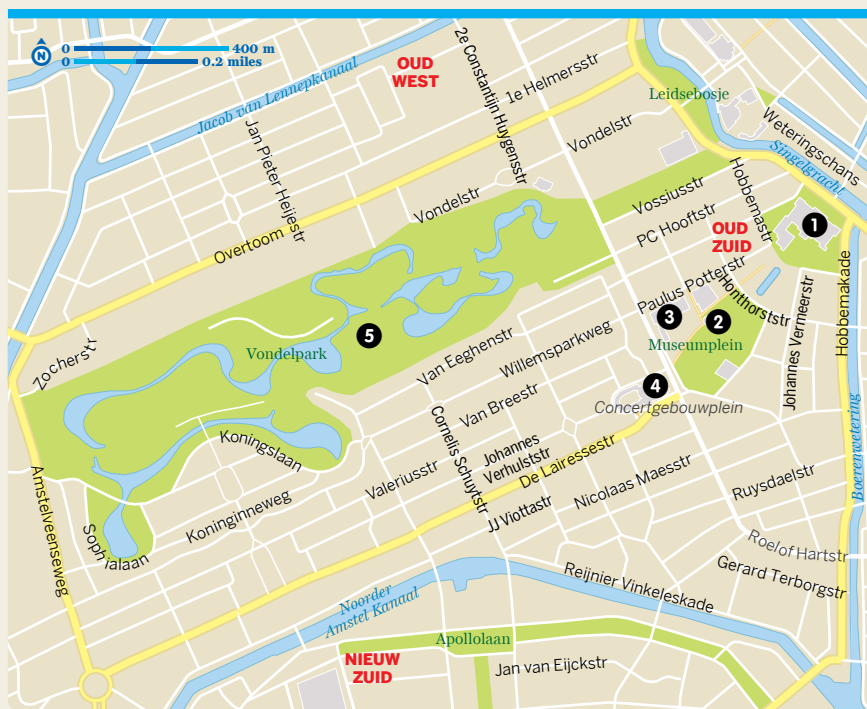 0 400 m
N
0 0.2 miles
OUD
WEST
2e Constantijn Huygensstr
1e Helmersstr
Jacob van Lennepkanaal
Leidsebosje
Weteringschans
Singelgracht
Jan Pieter Heijestr
Vondelstr
Hobbemastr
Vossiusstr
Vondelstr
PC Hooftstr
OUD
ZUID
1
Overtoom
Paulus Potterstr
Honthorststr
Johannes Vermeerstr
Hobbemakade
3
2
Museumplein
5
Vondelpark
Zocherstr
Van Eeghenstr
Willemsparkweg
4
Concertgebouwplein
Van Breestr
Cornelis Schuytstr
Koningslaan
Johannes
Verhulststr
De Lairessestr
Valeriusstr
Nicolaas Maesstr
Ruysdaelstr
Boerenwetering
Amstelveenseweg
Koninginneweg
JJ Viottastr
Sophialaan
Roelof Hartstr
Gerard Terborgstr
Reijnier Vinkeleskade
Noorder
Amstel Kanaal
Apollolaan
NIEUW
ZUID
Jan van Eijckstr